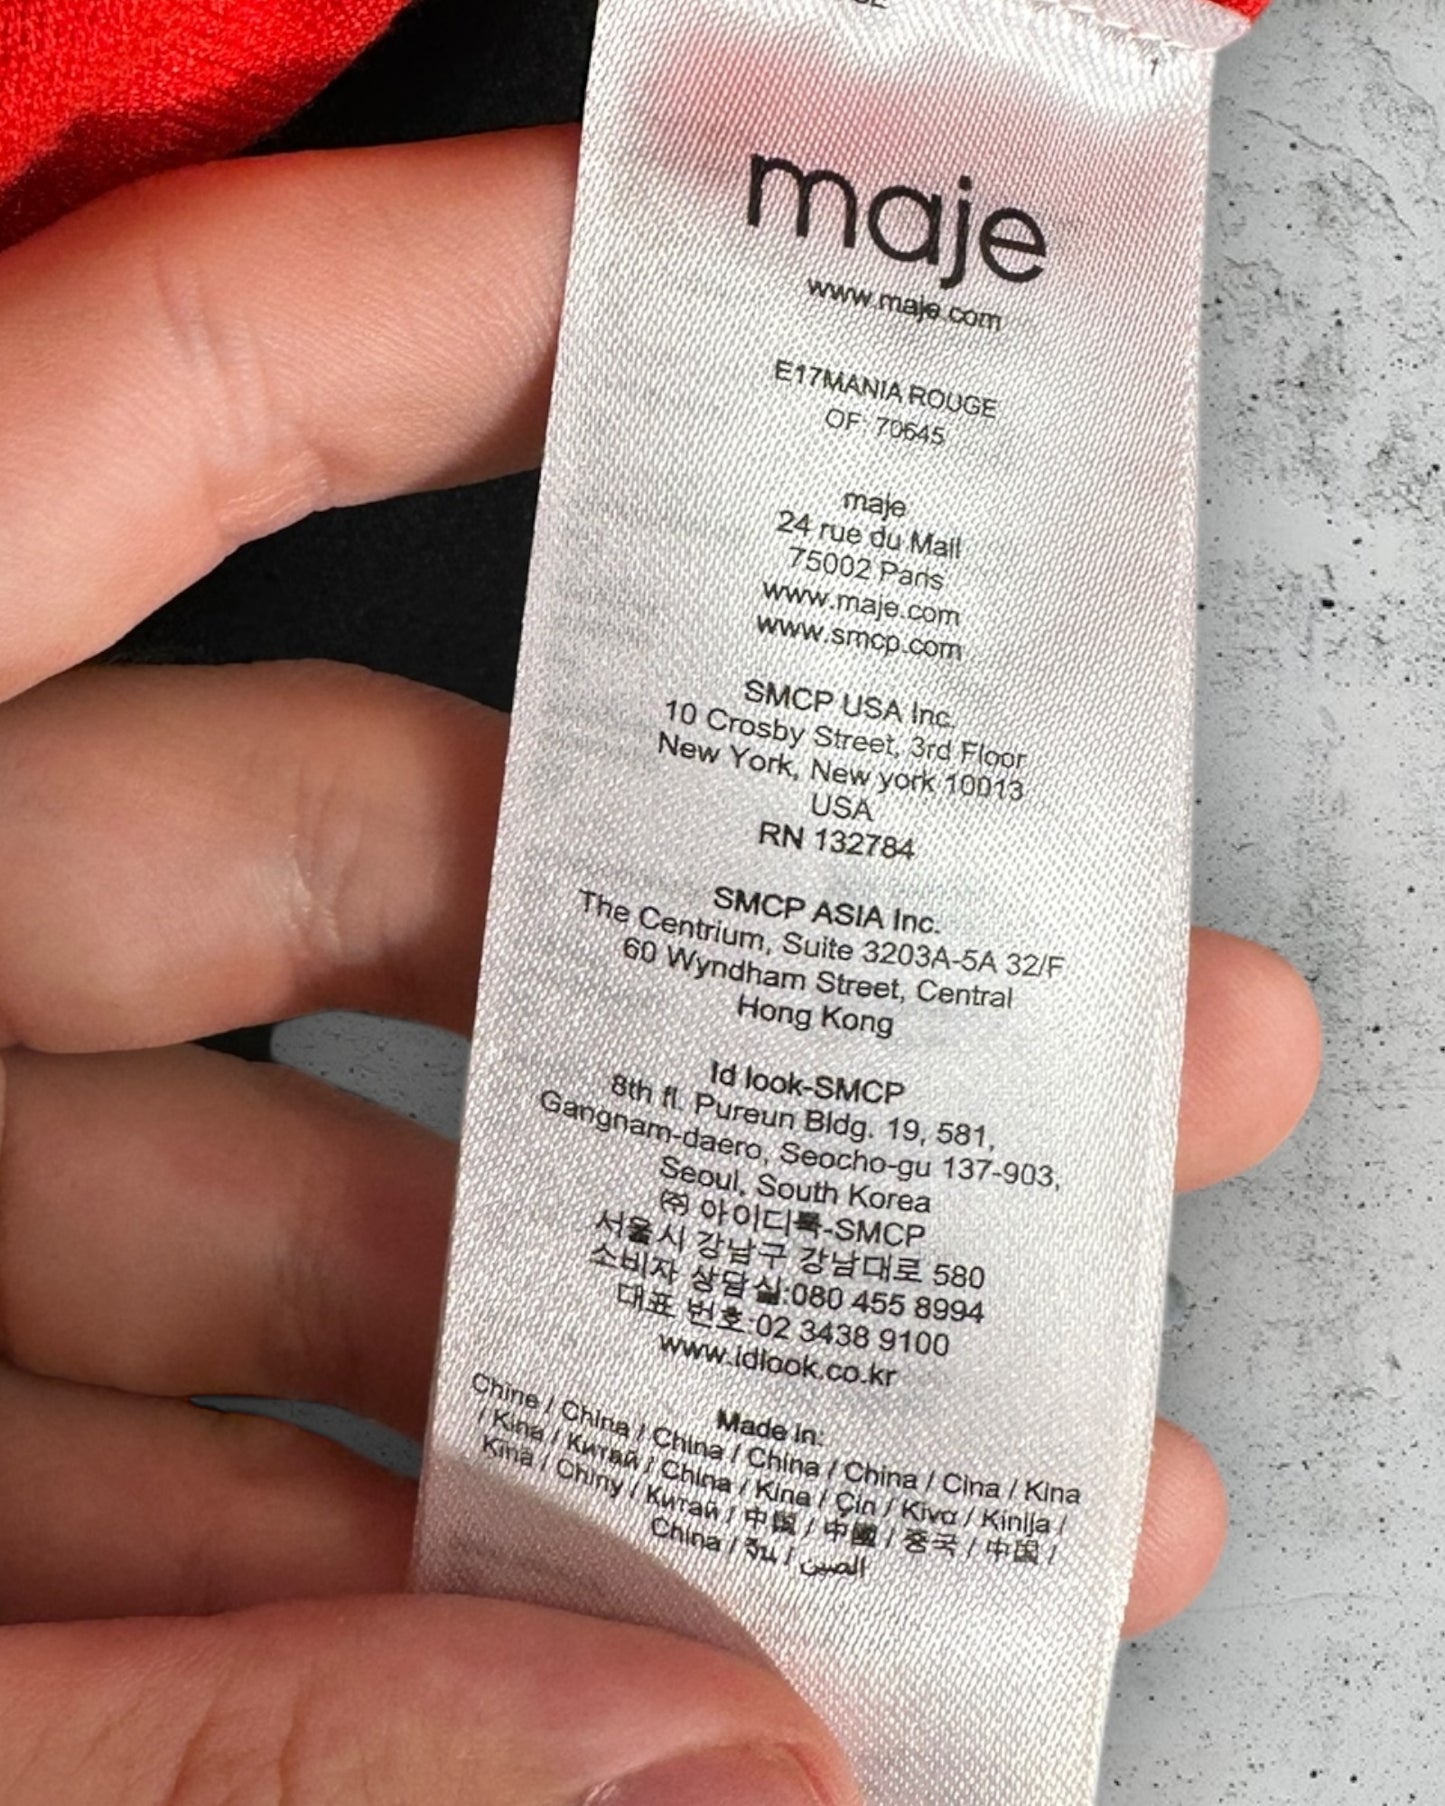 maje
www.maje.com
E17MANIA ROUGE
OF: 70645
maje
24 rue du Mail
75002 Paris
www.maje.com
www.smcp.com
SMCP USA Inc.
10 Crosby Street, 3rd Floor
New York, New york 10013
USA
RN 132784
SMCP ASIA Inc.
The Centrium, Suite 3203A-5A 32/F
60 Wyndham Street, Central
Hong Kong
Id look-SMCP
8th fl. Pureun Bldg. 19, 581,
Gangnam-daero, Seocho-gu 137-903,
Seoul, South Korea
㈜ 아이디룩-SMCP
서울시 강남구 강남대로 580
소비자 상담실:080 455 8994
대표 번호:02 3438 9100
www.idlook.co.kr
Made in:
Chine / China / China / China / China / Cina / Kina
/ Kina / Китай / China / Kina / Çin / Κίνα / Kinija /
Kina / Chiny / Китай / 中国 / 中國 / 중국 / 中国 /
China / จีน / الصين